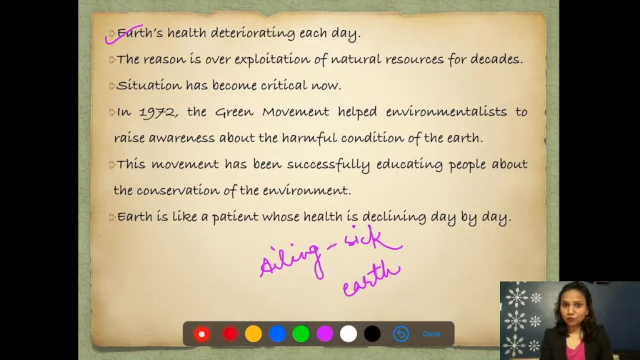 Earth's health deteriorating each day.
The reason is over exploitation of natural resources for decades.
Situation has become critical now.
In 1972, the Green Movement helped environmentalists to
raise awareness about the harmful condition of the earth.
This movement has been successfully educating people about
the conservation of the environment.
Earth is like a patient whose health is declining day by day.
Ailing - sick
earth
Done